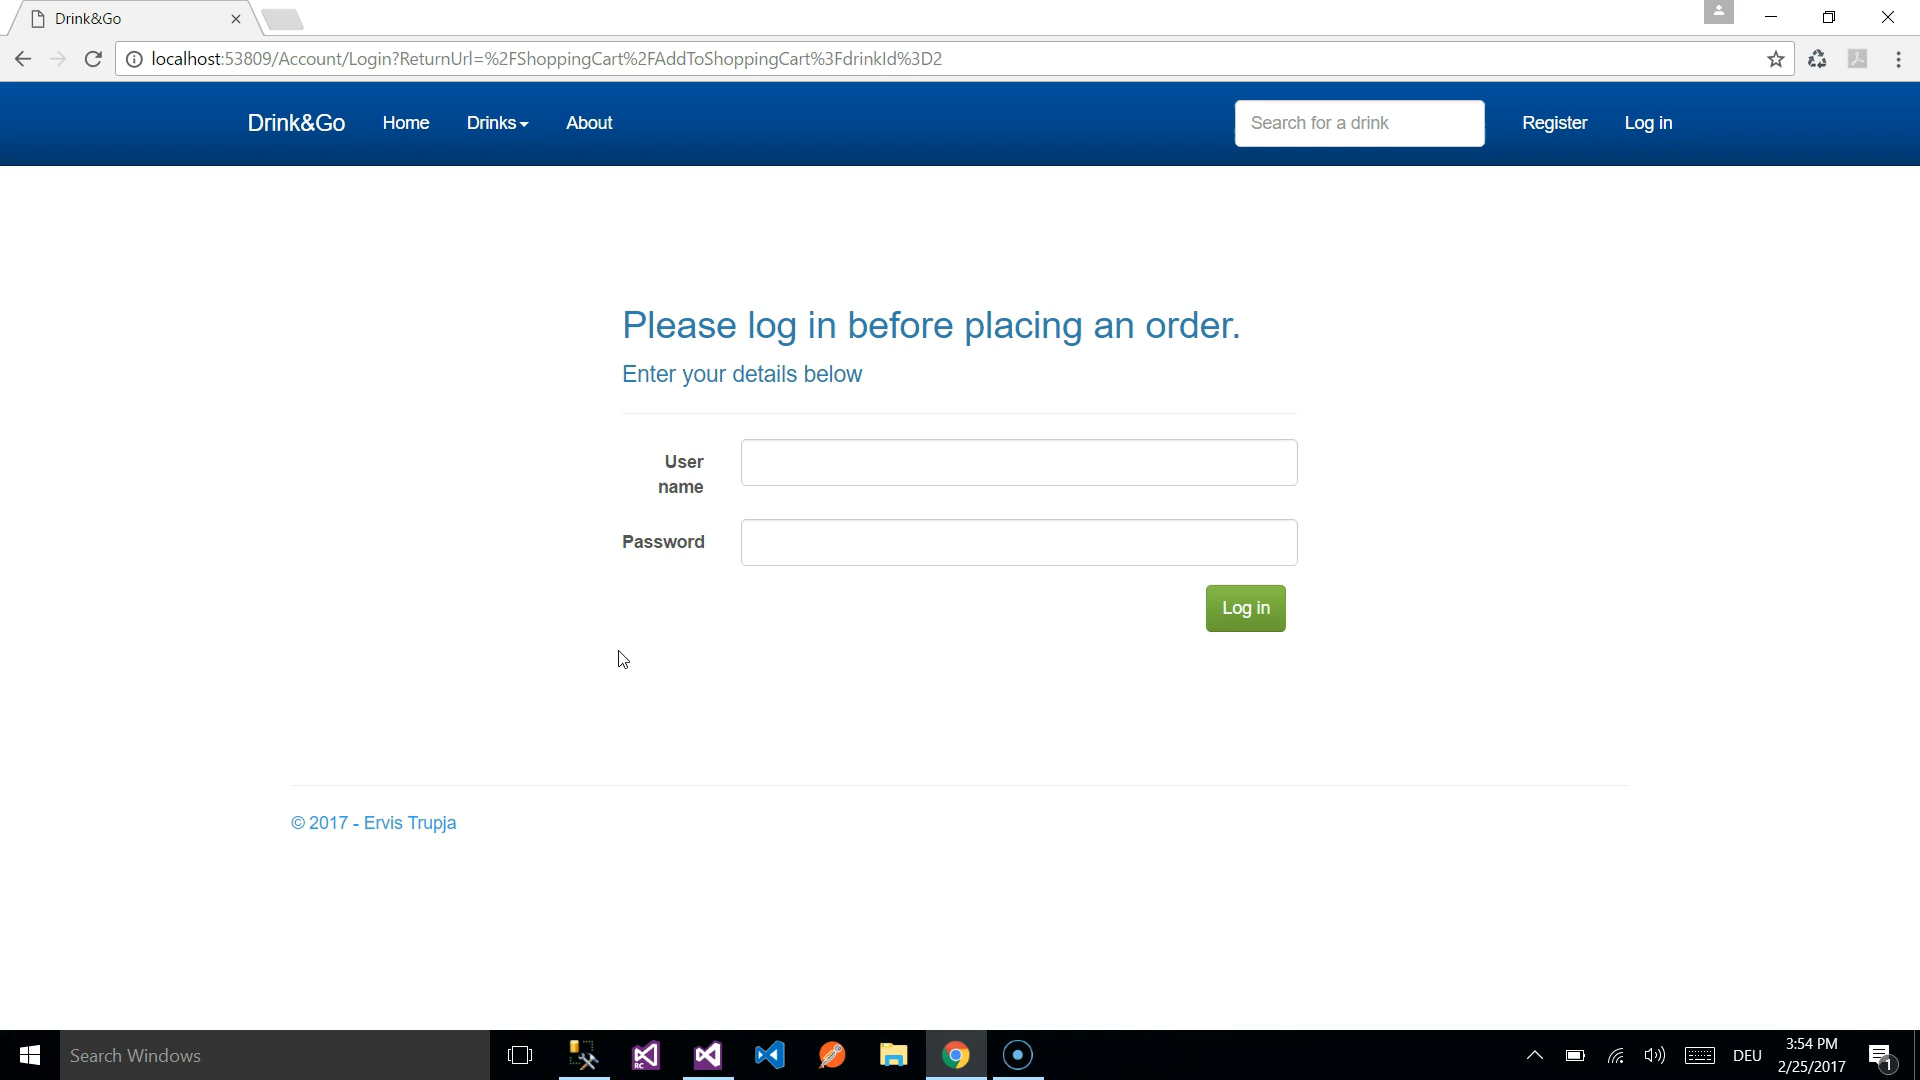 Drink&Go
localhost:53809/Account/Login?ReturnUrl=%2FShoppingCart%2FAddToShoppingCart%3FdrinkId%3D2
Drink&Go Home Drinks About Search for a drink Register Log in
Please log in before placing an order.
Enter your details below
User
name
Password
Log in
© 2017 - Ervis Trupja
Search Windows
RC
DEU
3:54 PM
2/25/2017
1